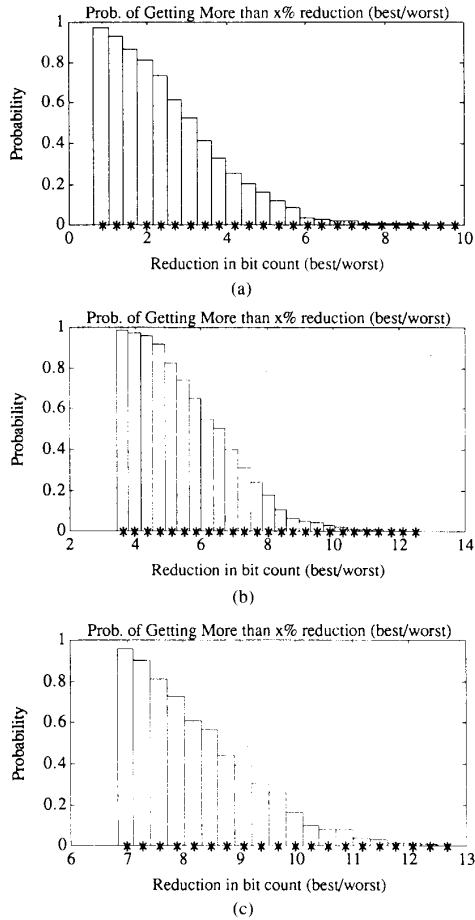 Prob. of Getting More than x% reduction (best/worst)
1
0.8
0.6
0.4
0.2
0
Probability
0 2 4 6 8 10
Reduction in bit count (best/worst)
(a)
Prob. of Getting More than x% reduction (best/worst)
1
0.8
0.6
0.4
0.2
0
Probability
2 4 6 8 10 12 14
Reduction in bit count (best/worst)
(b)
Prob. of Getting More than x% reduction (best/worst)
1
0.8
0.6
0.4
0.2
0
Probability
6 7 8 9 10 11 12 13
Reduction in bit count (best/worst)
(c)